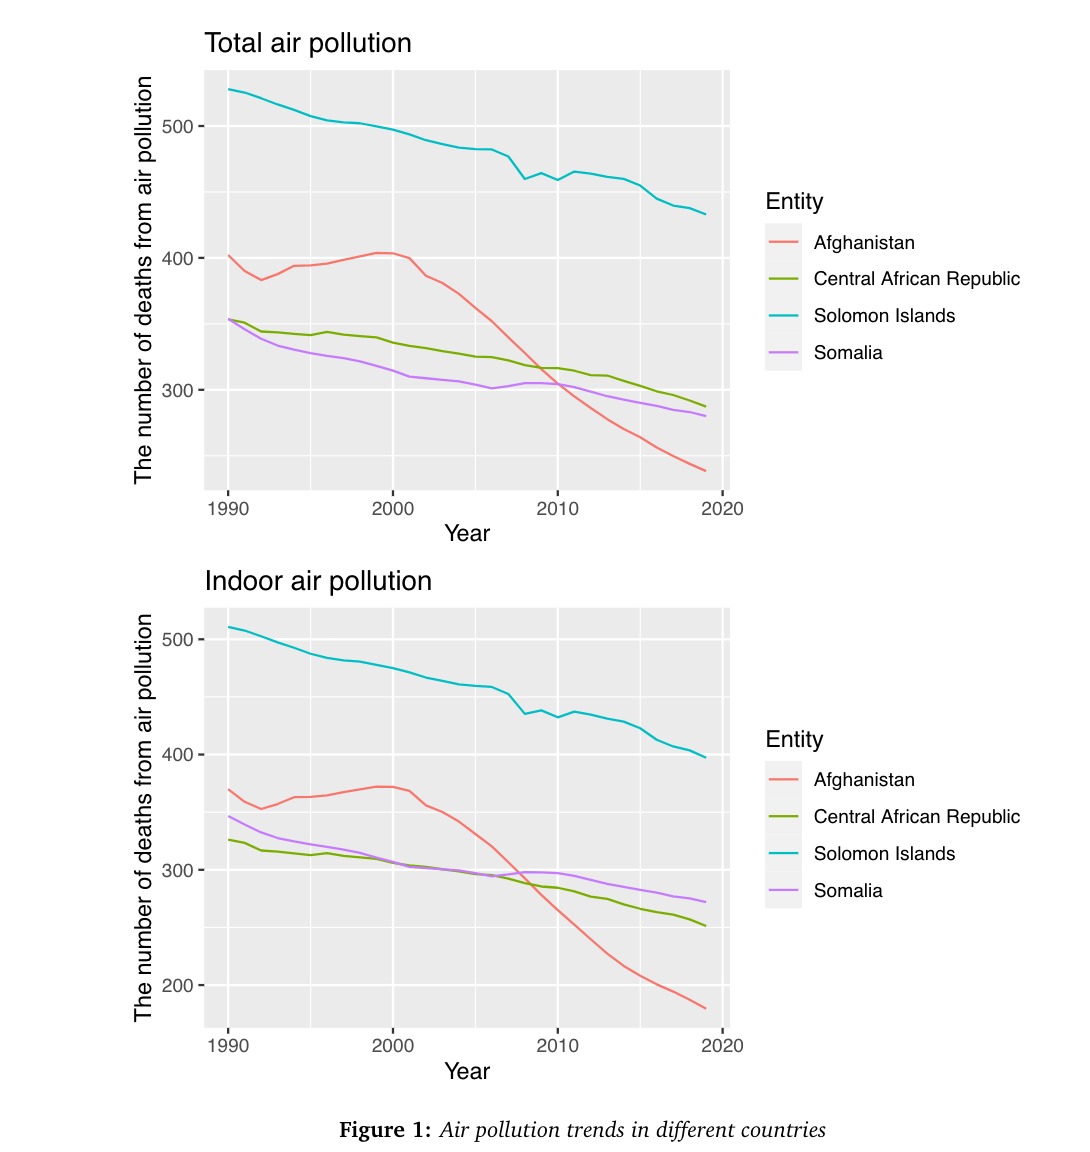 Total air pollution
The number of deaths from air pollution
500
400
300
1990 2000 2010 2020
Year
Entity
Afghanistan
Central African Republic
Solomon Islands
Somalia
Indoor air pollution
The number of deaths from air pollution
500
400
300
200
1990 2000 2010 2020
Year
Entity
Afghanistan
Central African Republic
Solomon Islands
Somalia
Figure 1: Air pollution trends in different countries